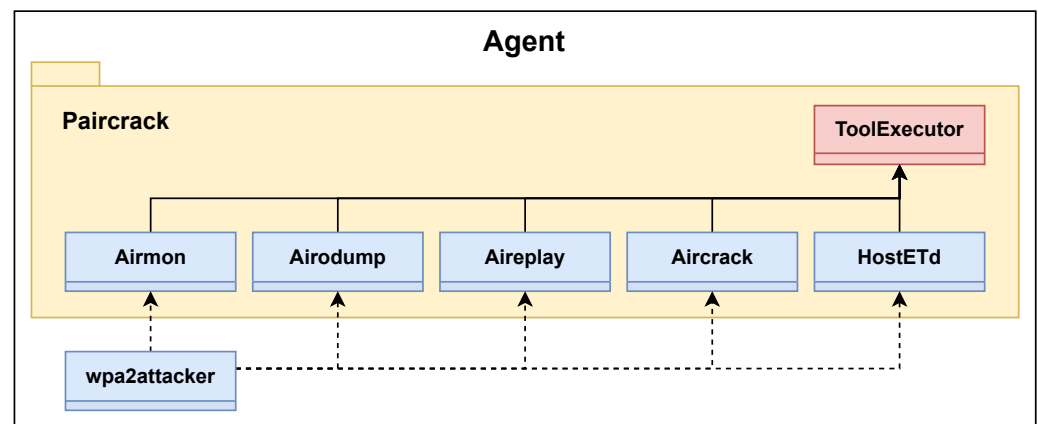 Agent
Paircrack
ToolExecutor
Airmon
Airodump
Aireplay
Aircrack
HostETd
wpa2attacker